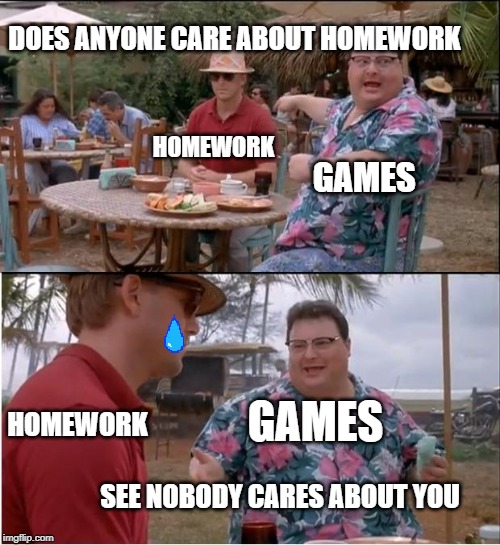 DOES ANYONE CARE ABOUT HOMEWORK
HOMEWORK
GAMES
HOMEWORK
GAMES
SEE NOBODY CARES ABOUT YOU
imgflip.com